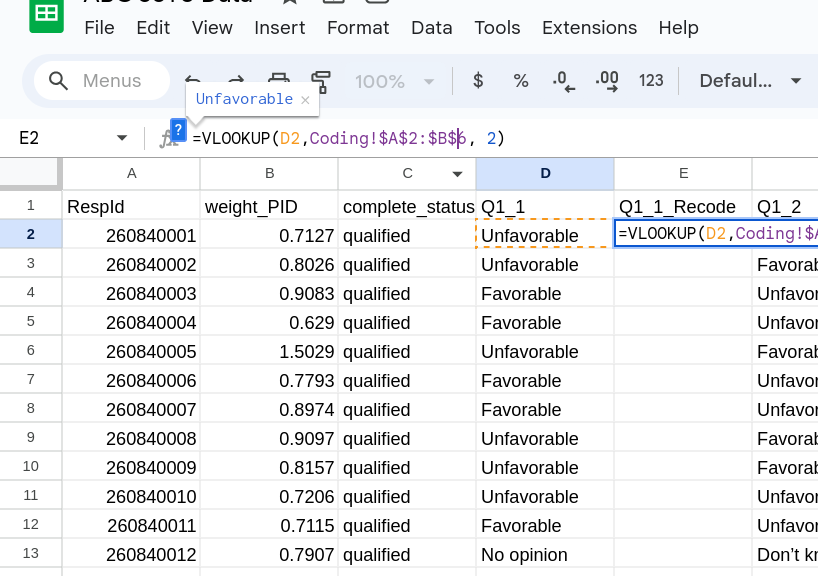 File Edit View Insert Format Data Tools Extensions Help
Menus 100% $ % .0 .00 123 Defaul...
Unfavorable ×
E2 fx ? =VLOOKUP(D2,Coding!$A$2:$B$6, 2)
A B C D E
1 RespId weight_PID complete_status Q1_1 Q1_1_Recode Q1_2
2 260840001 0.7127 qualified Unfavorable =VLOOKUP(D2,Coding!$A
3 260840002 0.8026 qualified Unfavorable Favorab
4 260840003 0.9083 qualified Favorable Unfavor
5 260840004 0.629 qualified Favorable Unfavor
6 260840005 1.5029 qualified Unfavorable Favorab
7 260840006 0.7793 qualified Favorable Unfavor
8 260840007 0.8974 qualified Favorable Unfavor
9 260840008 0.9097 qualified Unfavorable Favorab
10 260840009 0.8157 qualified Unfavorable Favorab
11 260840010 0.7206 qualified Unfavorable Unfavor
12 260840011 0.7115 qualified Favorable Unfavor
13 260840012 0.7907 qualified No opinion Don't kn